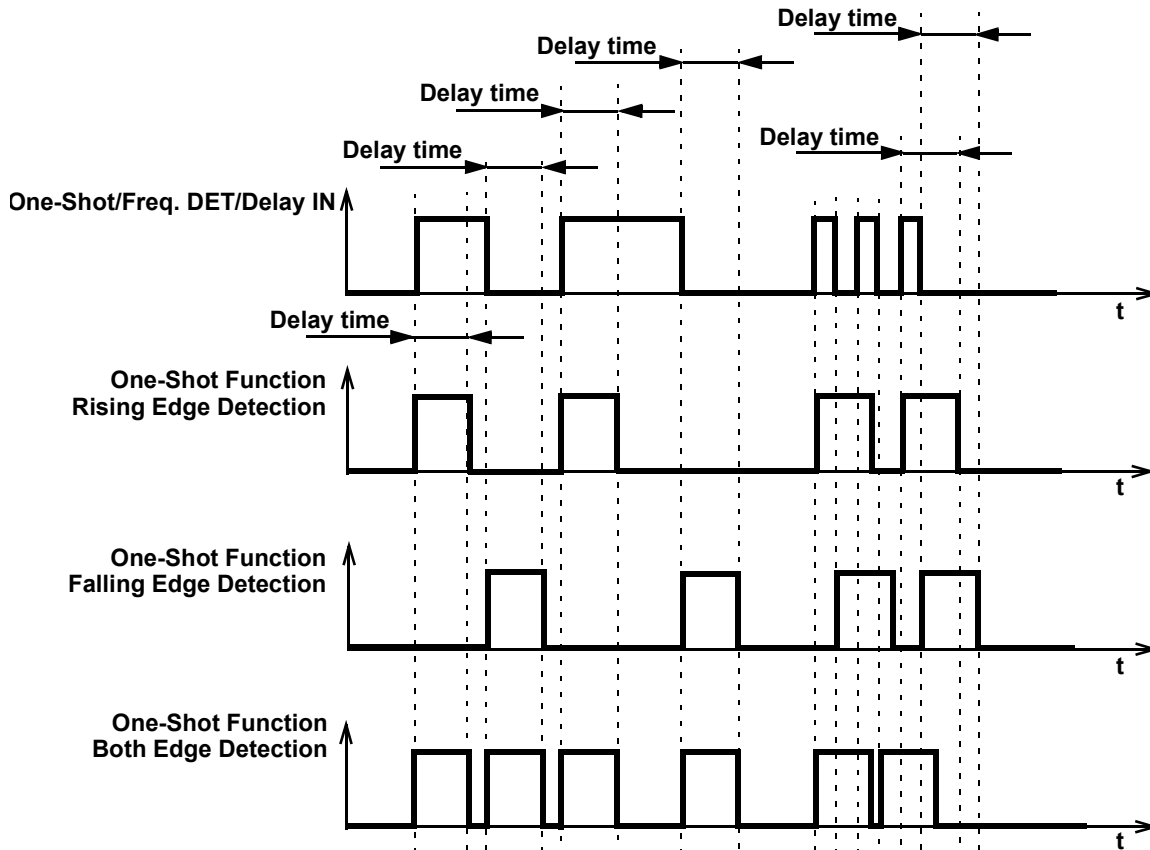 Delay time
Delay time
Delay time
Delay time
Delay time
One-Shot/Freq. DET/Delay IN
t
Delay time
One-Shot Function
Rising Edge Detection
t
One-Shot Function
Falling Edge Detection
t
One-Shot Function
Both Edge Detection
t